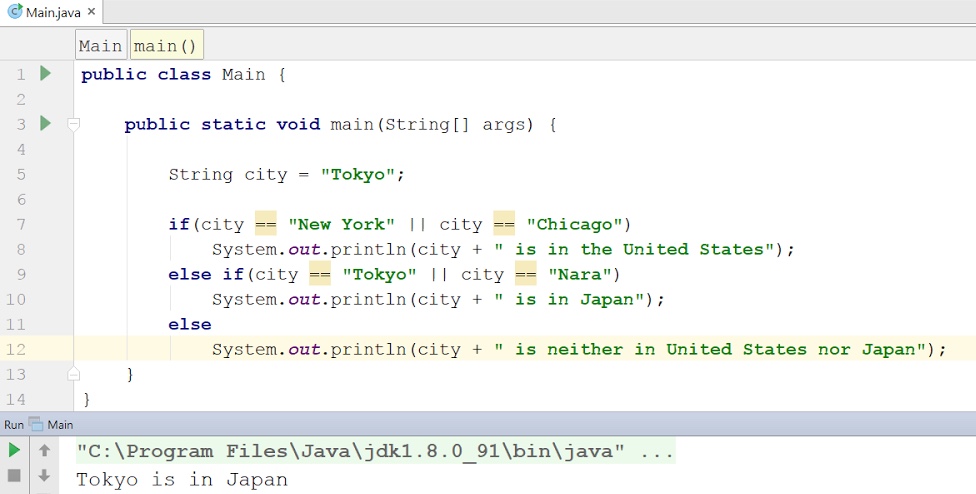 Main.java ×
Main main()
1 public class Main {
2
3 public static void main(String[] args) {
4
5 String city = "Tokyo";
6
7 if(city == "New York" || city == "Chicago")
8 System.out.println(city + " is in the United States");
9 else if(city == "Tokyo" || city == "Nara")
10 System.out.println(city + " is in Japan");
11 else
12 System.out.println(city + " is neither in United States nor Japan");
13 }
14 }
Run Main
"C:\Program Files\Java\jdk1.8.0_91\bin\java" ...
Tokyo is in Japan